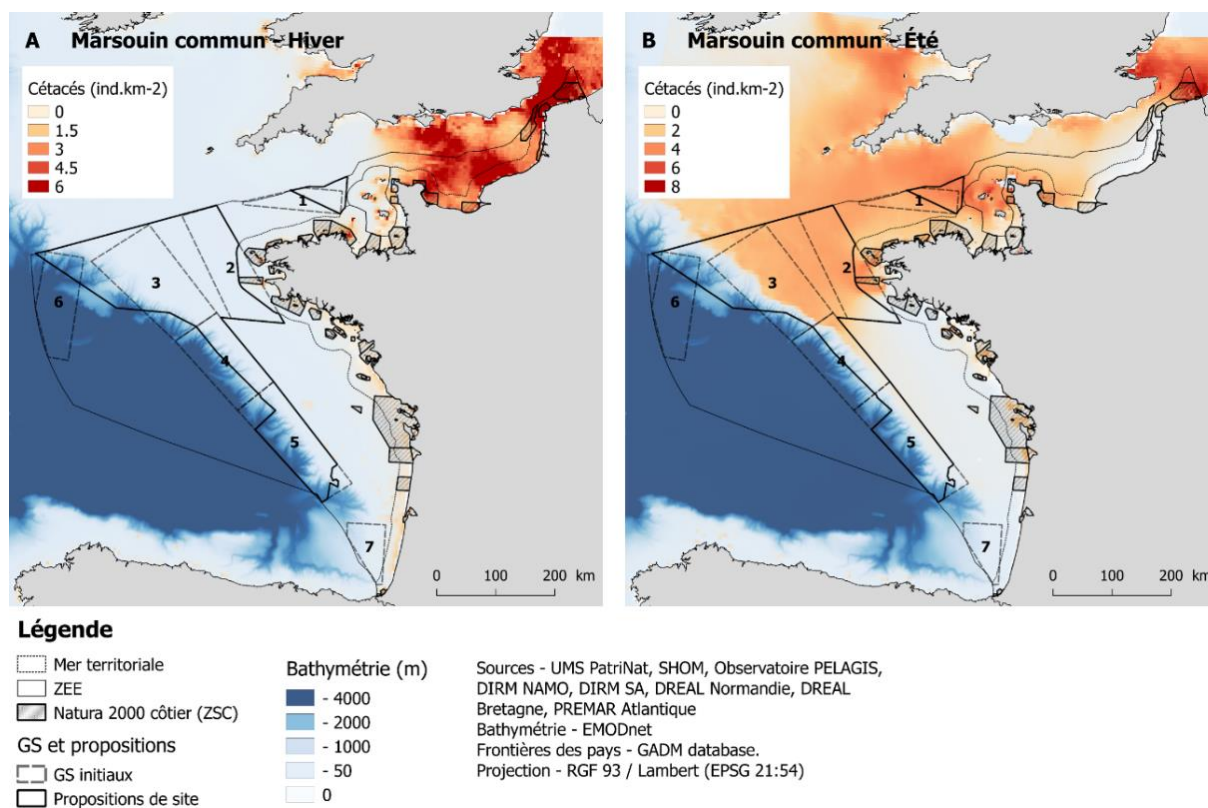 A Marsouin commun - Hiver
Cétacés (ind.km-2)
0
1.5
3
4.5
6
1
2
3
4
5
6
7
0 100 200 km
B Marsouin commun - Été
Cétacés (ind.km-2)
0
2
4
6
8
1
2
3
4
5
6
7
0 100 200 km
Légende
Mer territoriale
ZEE
Natura 2000 côtier (ZSC)
GS et propositions
GS initiaux
Propositions de site
Bathymétrie (m)
- 4000
- 2000
- 1000
- 50
0
Sources - UMS PatriNat, SHOM, Observatoire PELAGIS,
DIRM NAMO, DIRM SA, DREAL Normandie, DREAL
Bretagne, PREMAR Atlantique
Bathymétrie - EMODnet
Frontières des pays - GADM database.
Projection - RGF 93 / Lambert (EPSG 21:54)